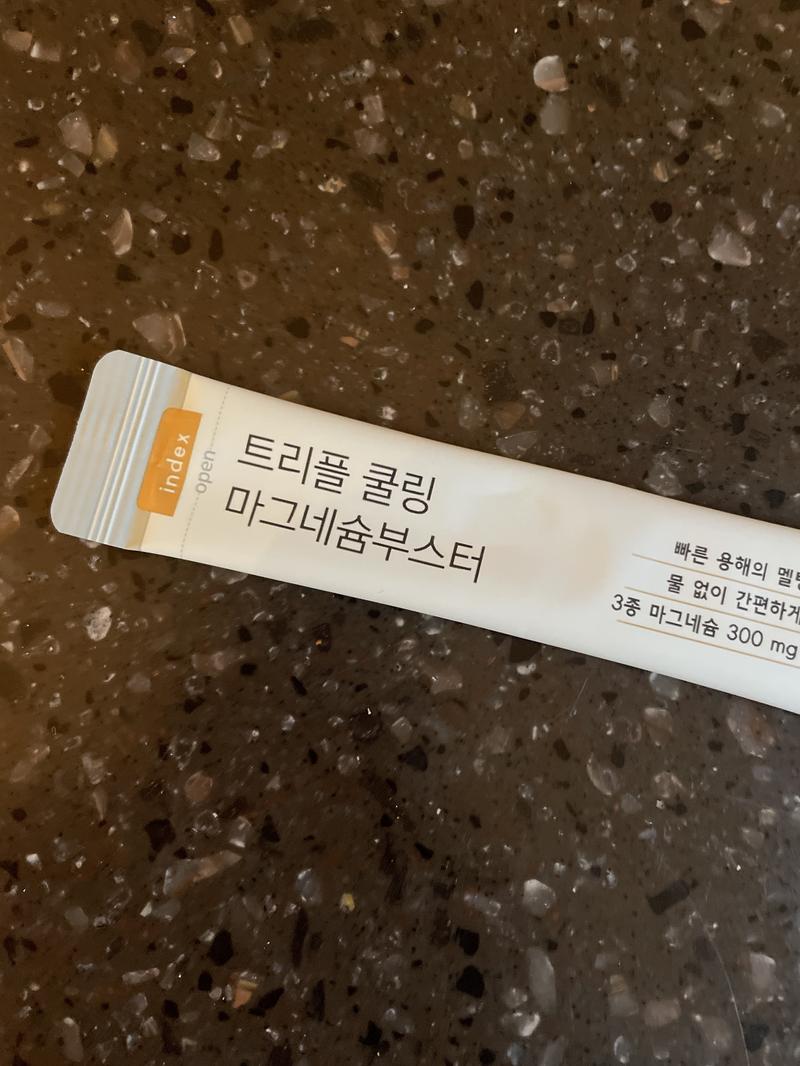 index
open
트리플 쿨링
마그네슘부스터
빠른 용해의
물 없이 간편하게
3종 마그네슘 300 mg